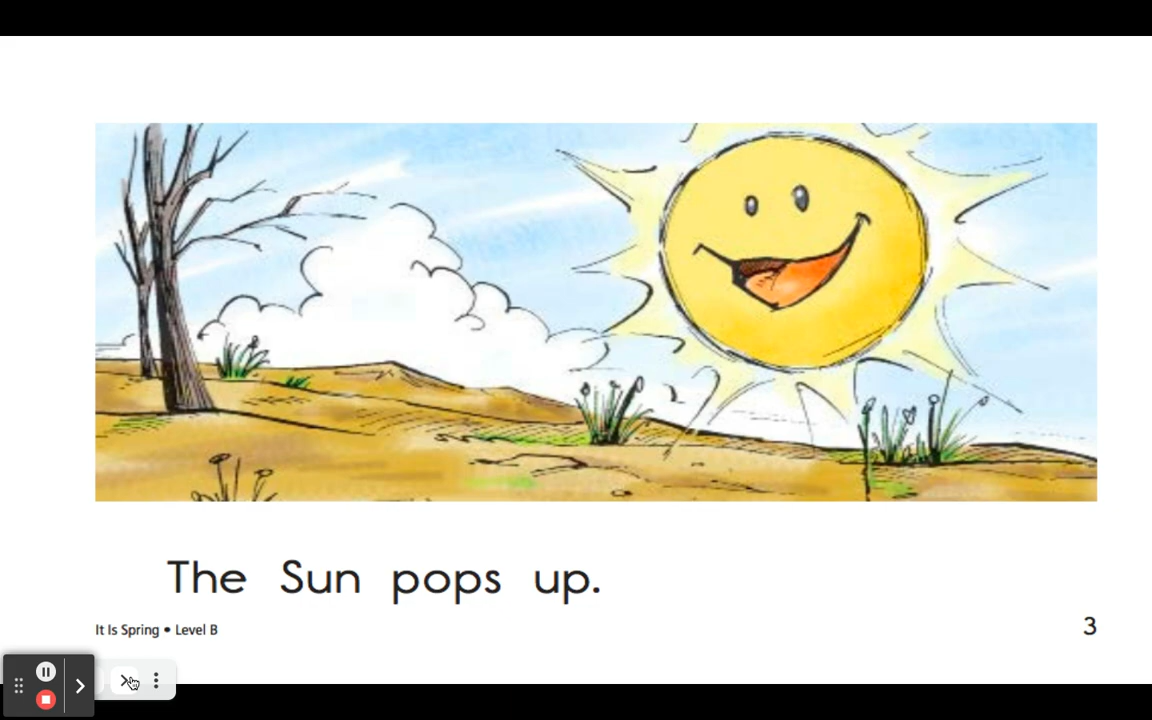 The Sun pops up.
It Is Spring • Level B
3